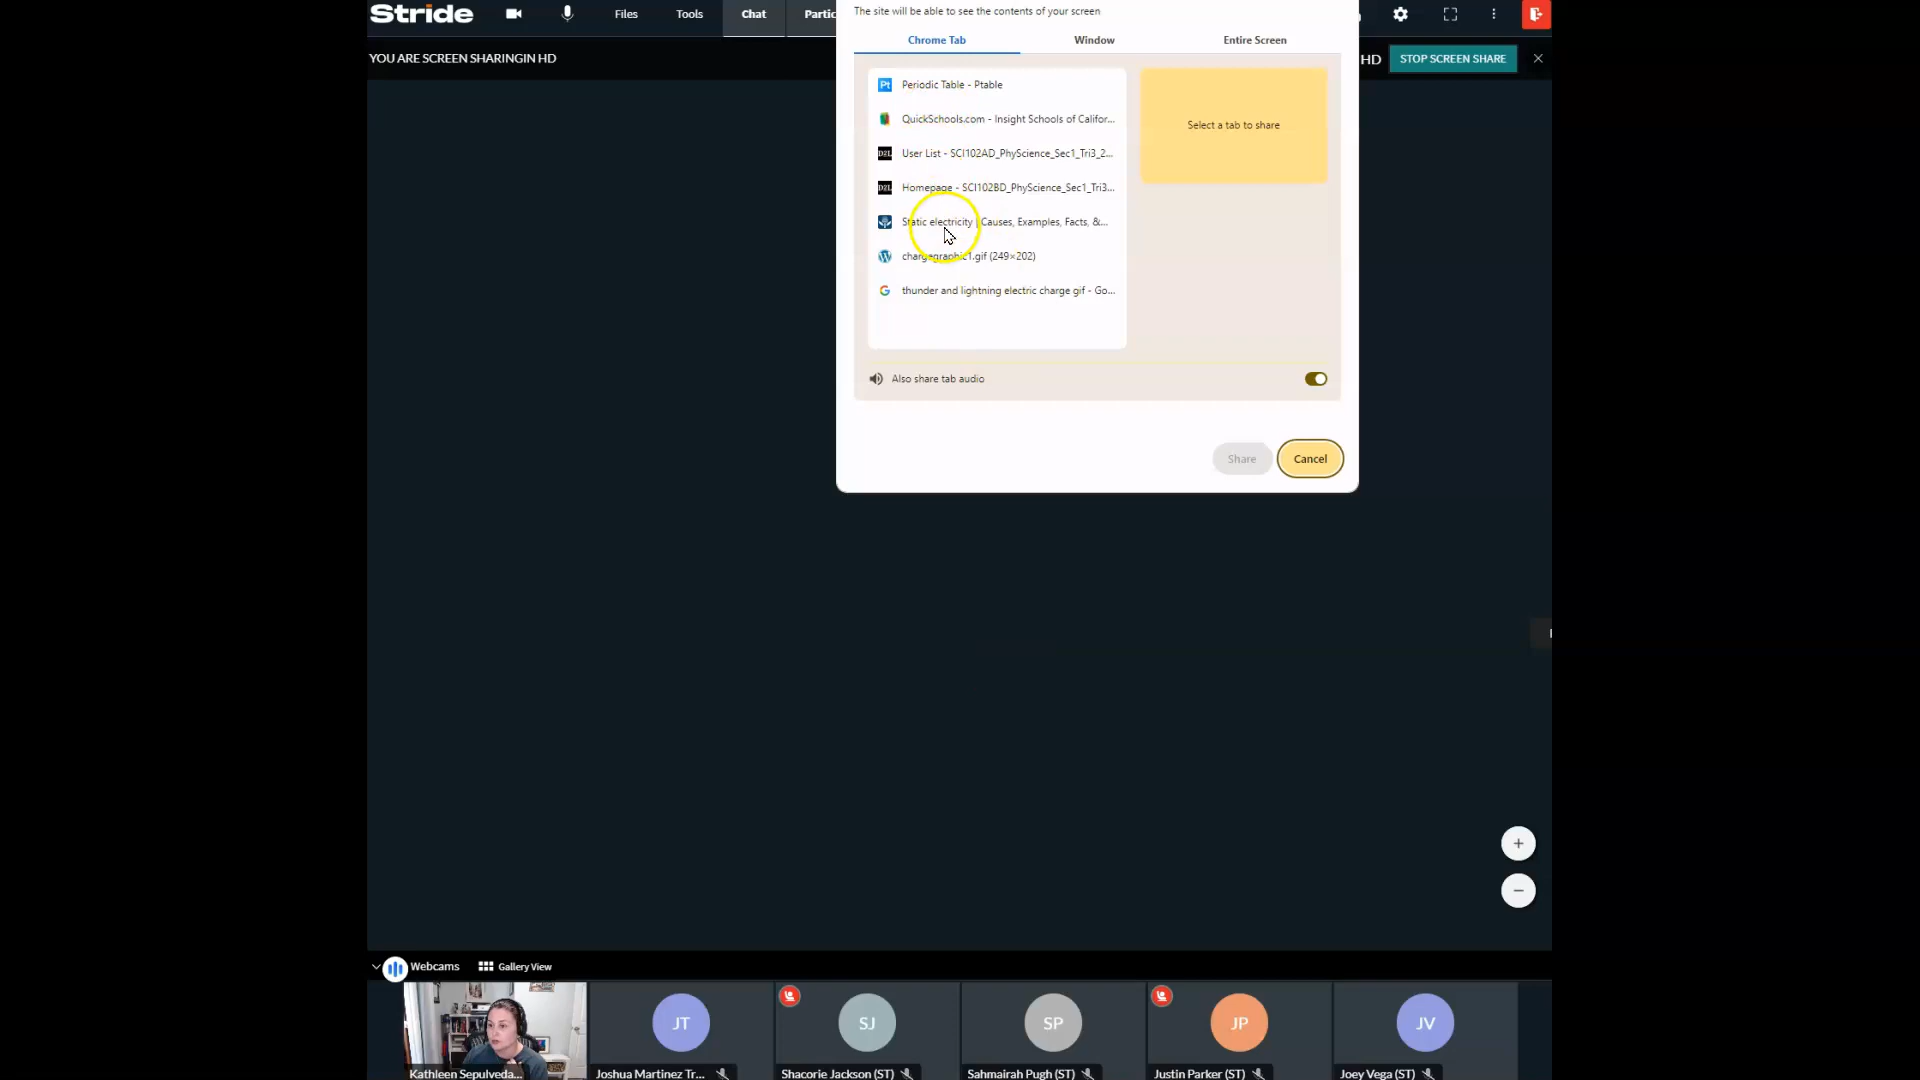 Stride
Files
Tools
Chat
Partic
The site will be able to see the contents of your screen
Chrome Tab
Window
Entire Screen
YOU ARE SCREEN SHARINGIN HD
HD
STOP SCREEN SHARE
Periodic Table - Ptable
QuickSchools.com - Insight Schools of Califor...
User List - SCI102AD_PhyScience_Sec1_Tri3_2...
Homepage - SCI102BD_PhyScience_Sec1_Tri3...
Static electricity | Causes, Examples, Facts, &...
chargegraphic1.gif (249×202)
thunder and lightning electric charge gif - Go...
Select a tab to share
Also share tab audio
Share
Cancel
Webcams
Gallery View
JT
SJ
SP
JP
JV
Kathleen Sepulveda...
Joshua Martinez Tr...
Shacorie Jackson (ST)
Sahmairah Pugh (ST)
Justin Parker (ST)
Joey Vega (ST)